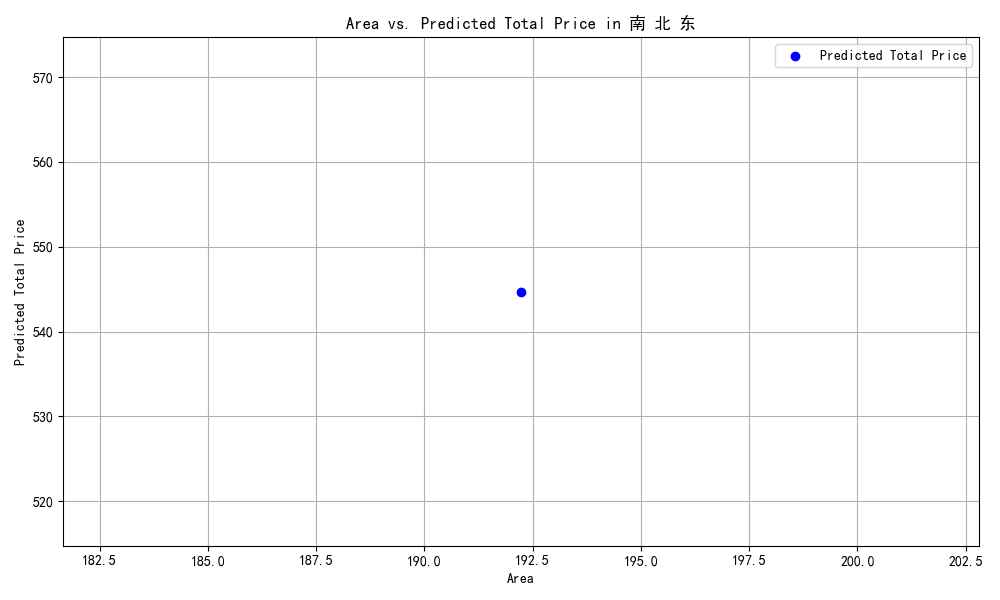 Area vs. Predicted Total Price in 南 北 东
Predicted Total Price
570
560
550
540
530
520
Predicted Total Price
182.5 185.0 187.5 190.0 192.5 195.0 197.5 200.0 202.5
Area